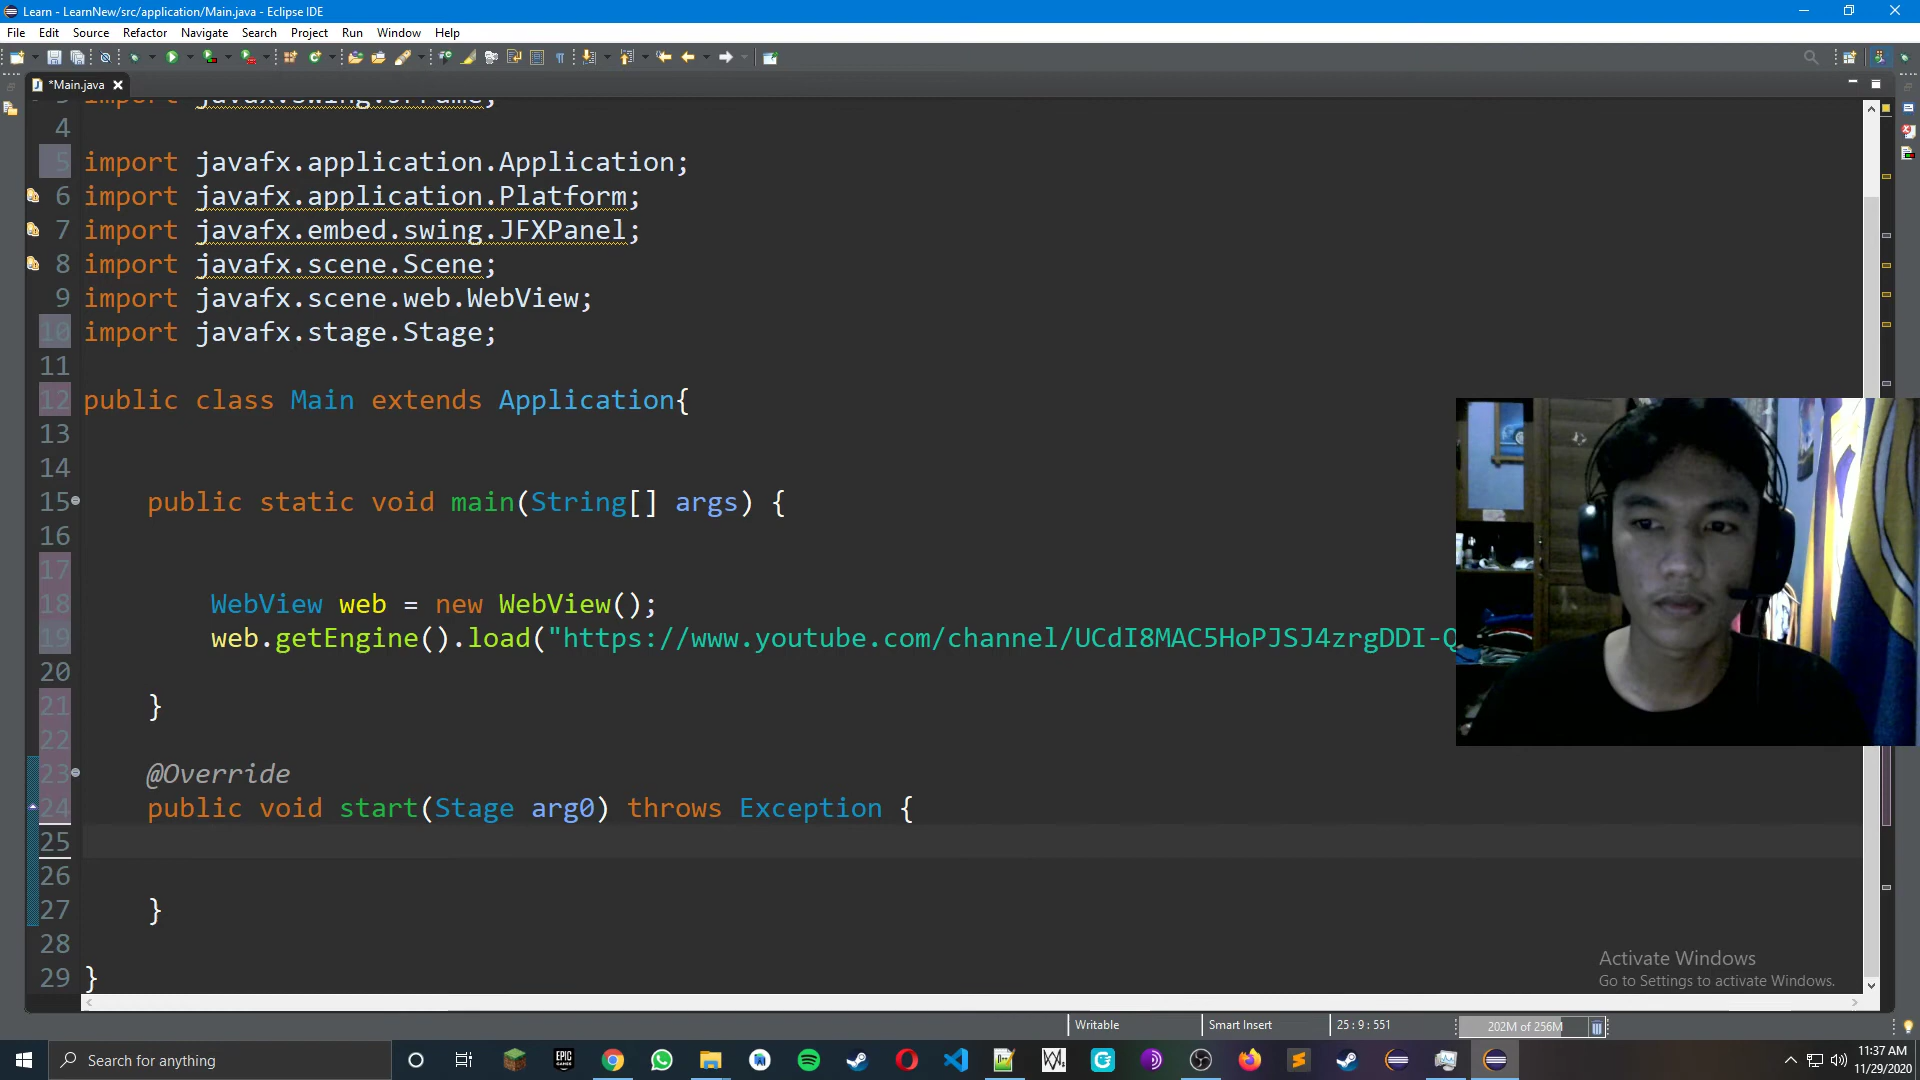 Learn - LearnNew/src/application/Main.java - Eclipse IDE
File Edit Source Refactor Navigate Search Project Run Window Help
*Main.java
4
5 import javafx.application.Application;
6 import javafx.application.Platform;
7 import javafx.embed.swing.JFXPanel;
8 import javafx.scene.Scene;
9 import javafx.scene.web.WebView;
10 import javafx.stage.Stage;
11
12 public class Main extends Application{
13
14
15 public static void main(String[] args) {
16
17
18 WebView web = new WebView();
19 web.getEngine().load("https://www.youtube.com/channel/UCdI8MAC5HoPJSJ4zrgDDI-Q
20
21 }
22
23 @Override
24 public void start(Stage arg0) throws Exception {
25
26
27 }
28
29 }
Activate Windows
Go to Settings to activate Windows.
Writable Smart Insert 25 : 9 : 551 202M of 256M
Search for anything
EPIC GAMES
11:37 AM
11/29/2020